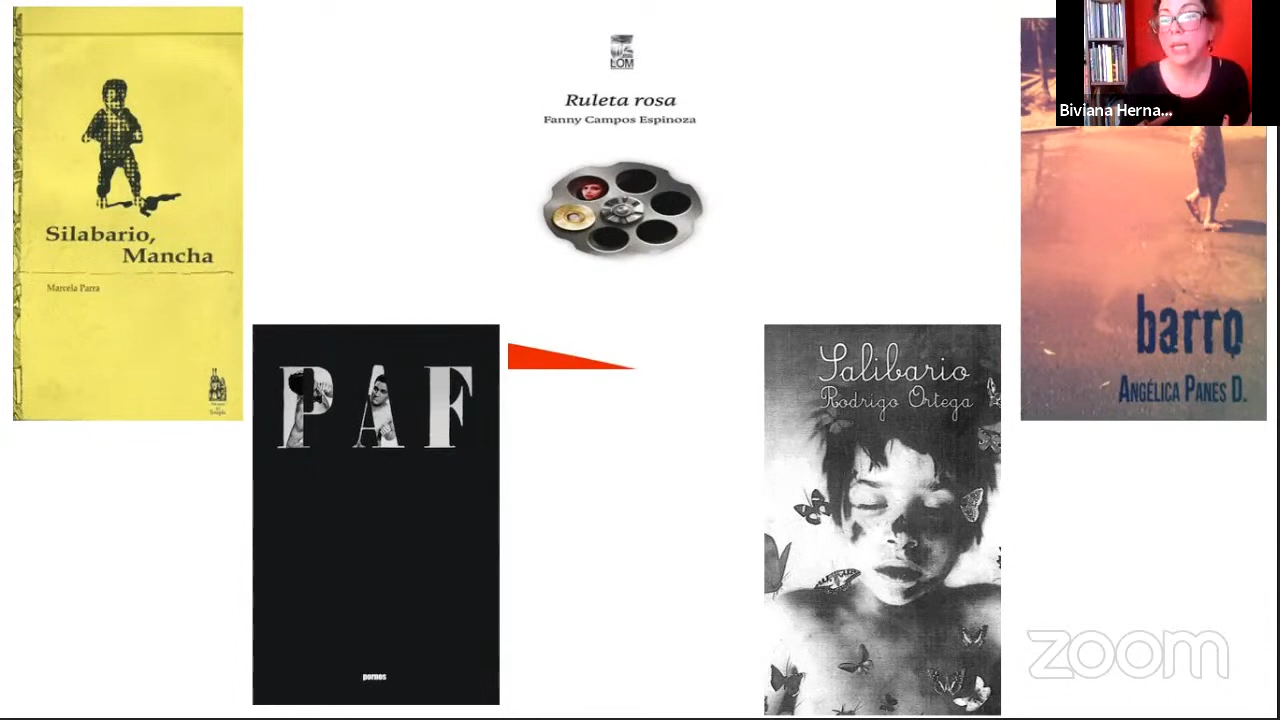 Silabario,
Mancha
Marcela Parra
LOM
Ruleta rosa
Fanny Campos Espinoza
Biviana Herna...
barro
ANGÉLICA PANES D.
PAF
pornos
Salibario
Rodrigo Ortega
zoom